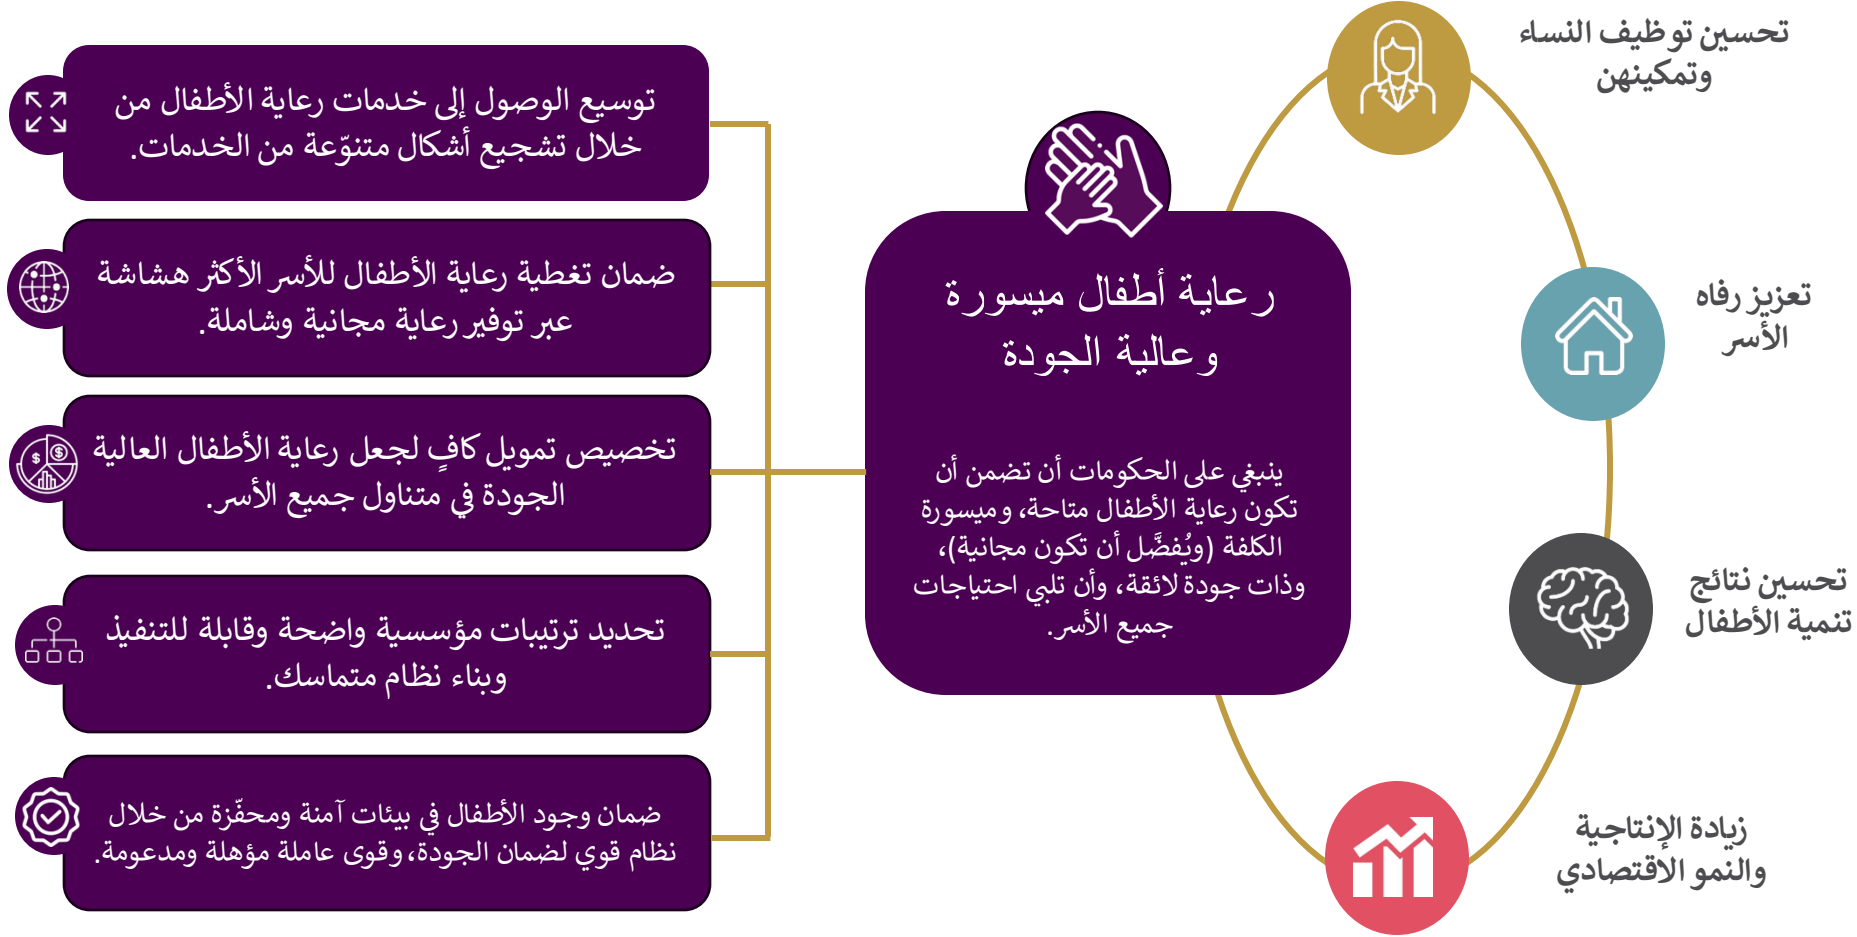 تحسين توظيف النساء
وتمكينهن
تعزيز رفاه
الأسر
تحسين نتائج
تنمية الأطفال
زيادة الإنتاجية
والنمو الاقتصادي
رعاية أطفال ميسورة
وعالية الجودة
ينبغي على الحكومات أن تضمن أن
تكون رعاية الأطفال متاحة، وميسورة
الكلفة (ويُفضَّل أن تكون مجانية)،
وذات جودة لائقة، وأن تلبي احتياجات
جميع الأسر.
توسيع الوصول إلى خدمات رعاية الأطفال من
خلال تشجيع أشكال متنوّعة من الخدمات.
ضمان تغطية رعاية الأطفال للأسر الأكثر هشاشة
عبر توفير رعاية مجانية وشاملة.
تخصيص تمويل كافٍ لجعل رعاية الأطفال العالية
الجودة في متناول جميع الأسر.
تحديد ترتيبات مؤسسية واضحة وقابلة للتنفيذ
وبناء نظام متماسك.
ضمان وجود الأطفال في بيئات آمنة ومحفّزة من خلال
نظام قوي لضمان الجودة، وقوى عاملة مؤهلة ومدعومة.